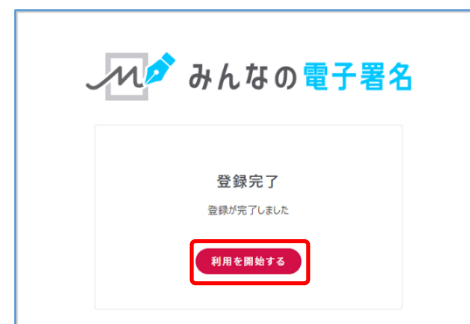 みんなの電子署名
登録完了
登録が完了しました
利用を開始する